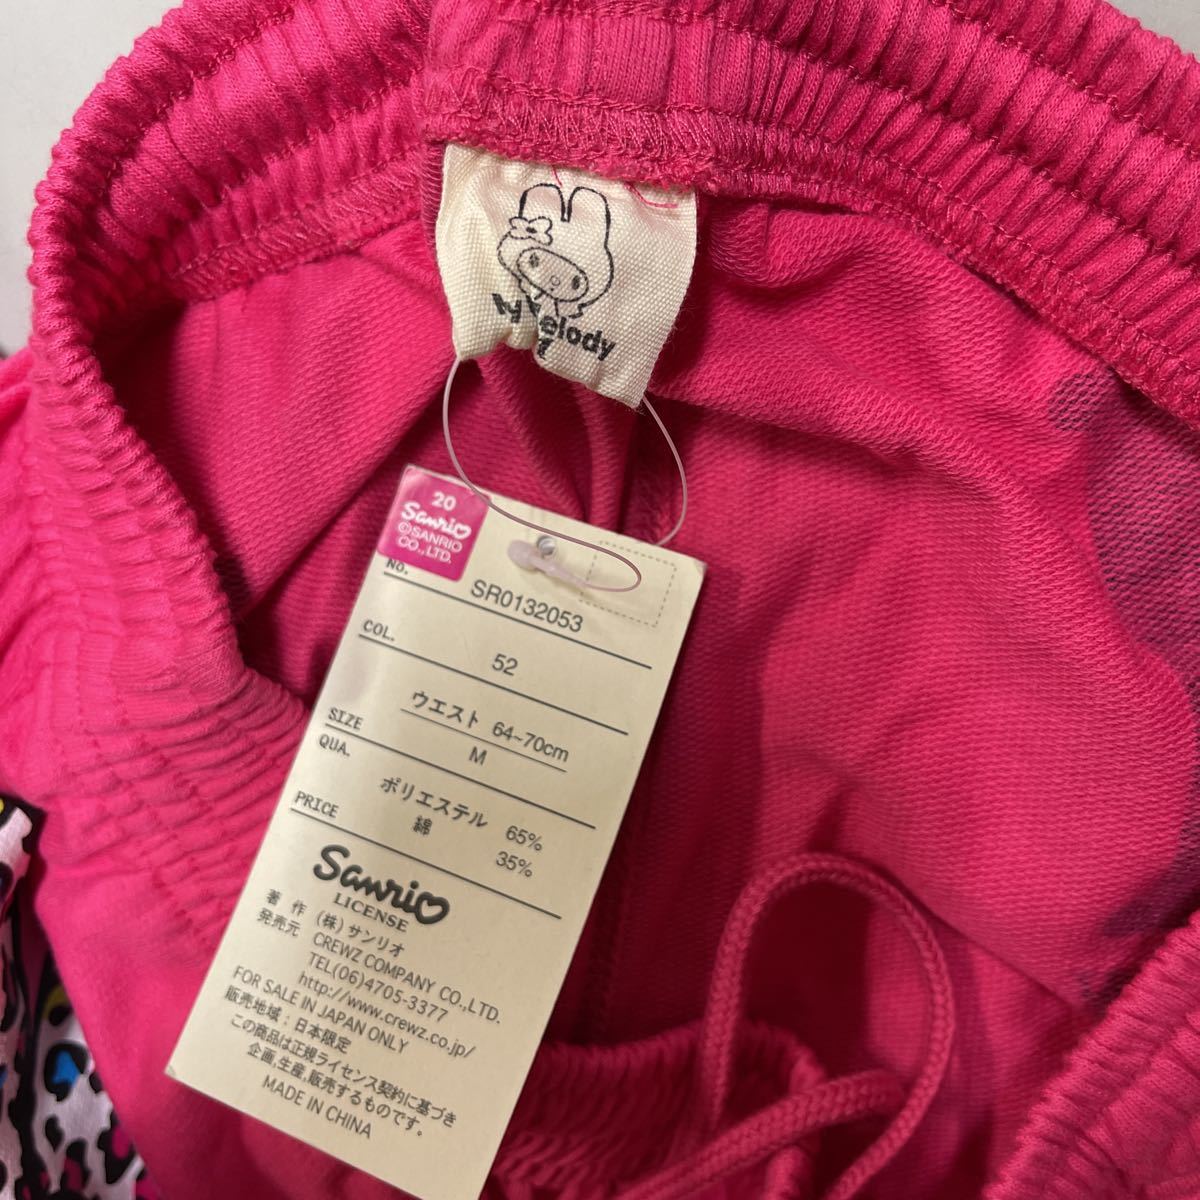 My Melody
20
Sanrio
©SANRIO
CO.,LTD.
No. SR0132053
COL. 52
ウエスト 64~70cm
SIZE M
QUA. ポリエステル 65%
綿 35%
PRICE
Sanrio
LICENSE
著作 (株)サンリオ
発売元 CREWZ COMPANY CO.,LTD.
TEL(06)4705-3377
http://www.crewz.co.jp/
FOR SALE IN JAPAN ONLY
販売地域:日本限定
この商品は正規ライセンス契約に基づき
企画,生産,販売するものです。
MADE IN CHINA